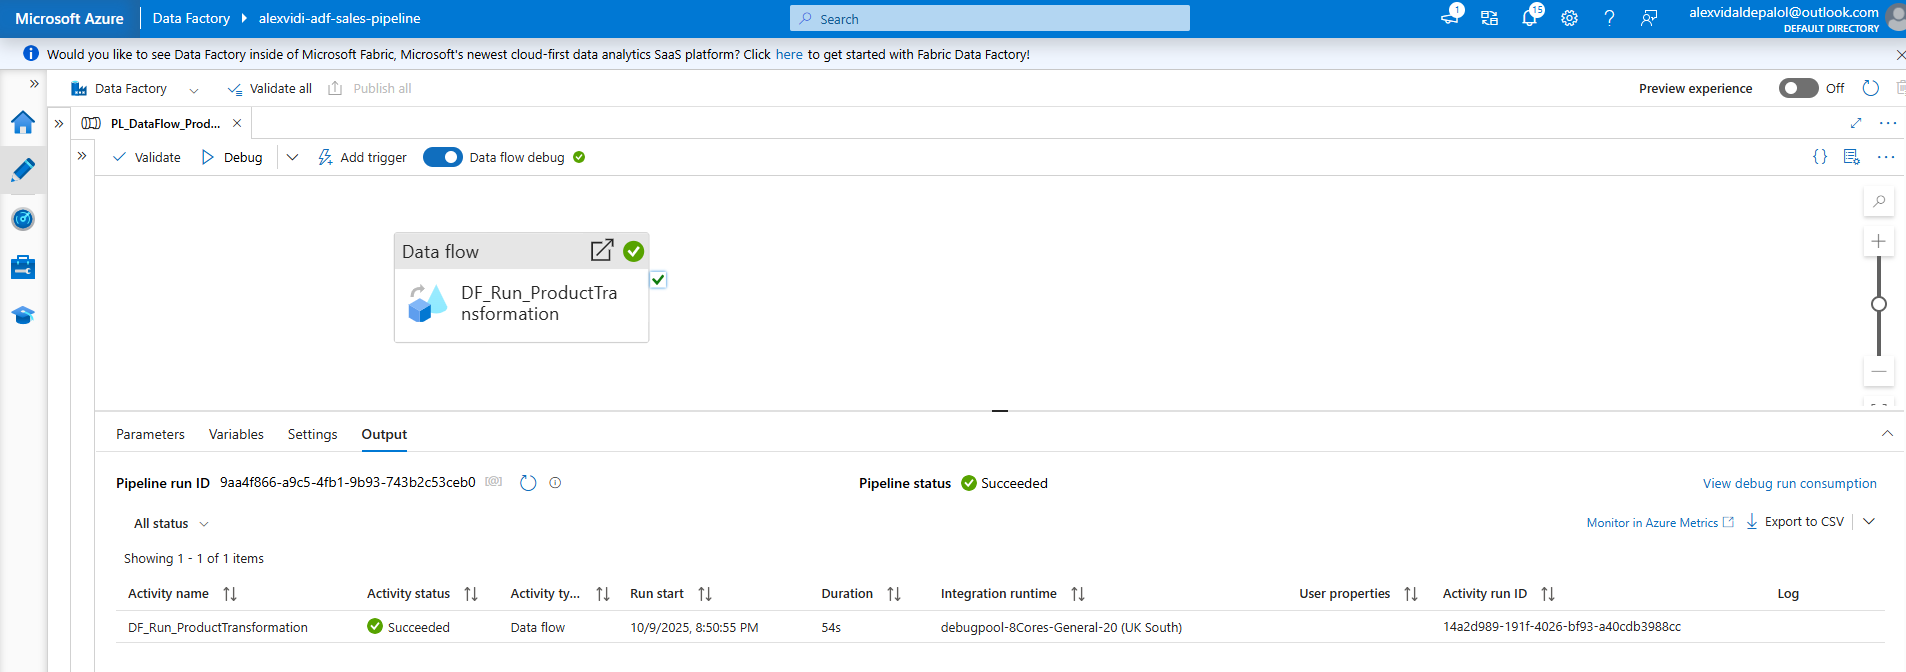 Microsoft Azure
Data Factory
alexvidi-adf-sales-pipeline
Search
1
15
alexvidaldepalol@outlook.com
DEFAULT DIRECTORY
Would you like to see Data Factory inside of Microsoft Fabric, Microsoft's newest cloud-first data analytics SaaS platform? Click here to get started with Fabric Data Factory!
Data Factory
Validate all
Publish all
Preview experience
Off
PL_DataFlow_Prod...
Validate
Debug
Add trigger
Data flow debug
Data flow
DF_Run_ProductTra
nsformation
Parameters
Variables
Settings
Output
Pipeline run ID 9aa4f866-a9c5-4fb1-9b93-743b2c53ceb0
Pipeline status Succeeded
View debug run consumption
All status
Monitor in Azure Metrics
Export to CSV
Showing 1 - 1 of 1 items
Activity name Activity status Activity ty... Run start Duration Integration runtime User properties Activity run ID Log
DF_Run_ProductTransformation Succeeded Data flow 10/9/2025, 8:50:55 PM 54s debugpool-8Cores-General-20 (UK South) 14a2d989-191f-4026-bf93-a40cdb3988cc